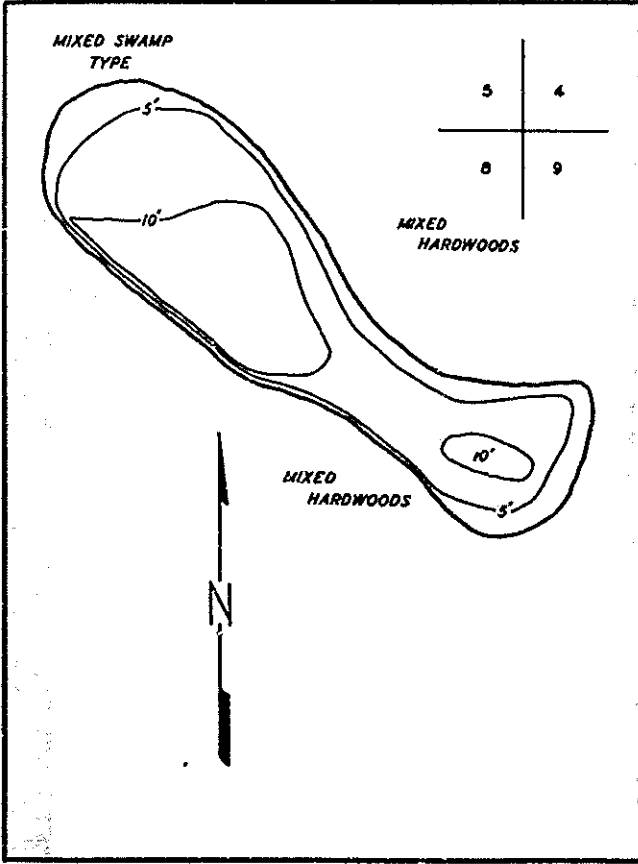 MIXED SWAMP
TYPE
5'
5 4
8 9
10'
MIXED
HARDWOODS
10'
MIXED
HARDWOODS
5'
N